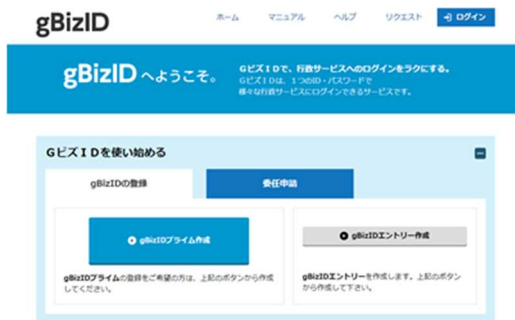 gBizID
ホーム マニュアル ヘルプ リクエスト ログイン
gBizID へようこそ。
GビズIDで、行政サービスへのログインをラクにする。
GビズIDは、1つのID・パスワードで
様々な行政サービスにログインできるサービスです。
GビズIDを使い始める
gBizIDの登録 委任申請
gBizIDプライム作成
gBizIDプライムの登録をご希望の方は、上記のボタンから作成
してください。
gBizIDエントリー作成
gBizIDエントリーを作成します。上記のボタン
から作成して下さい。